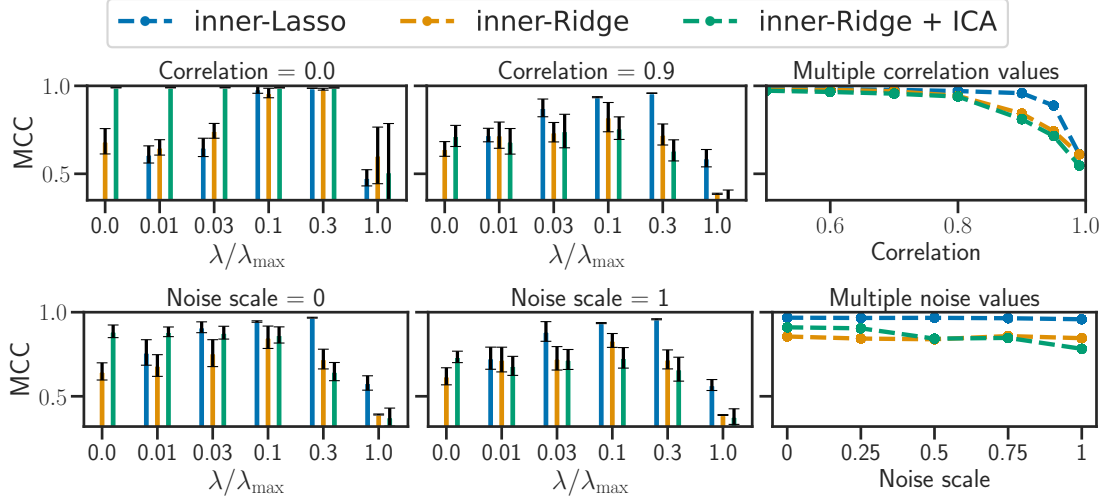 inner-Lasso inner-Ridge inner-Ridge + ICA
Correlation = 0.0 Correlation = 0.9 Multiple correlation values
MCC
1.0
0.5
0.0 0.01 0.03 0.1 0.3 1.0
λ/λmax
0.0 0.01 0.03 0.1 0.3 1.0
λ/λmax
0.6 0.8 1.0
Correlation
Noise scale = 0 Noise scale = 1 Multiple noise values
MCC
1.0
0.5
0.0 0.01 0.03 0.1 0.3 1.0
λ/λmax
0.0 0.01 0.03 0.1 0.3 1.0
λ/λmax
0 0.25 0.5 0.75 1
Noise scale